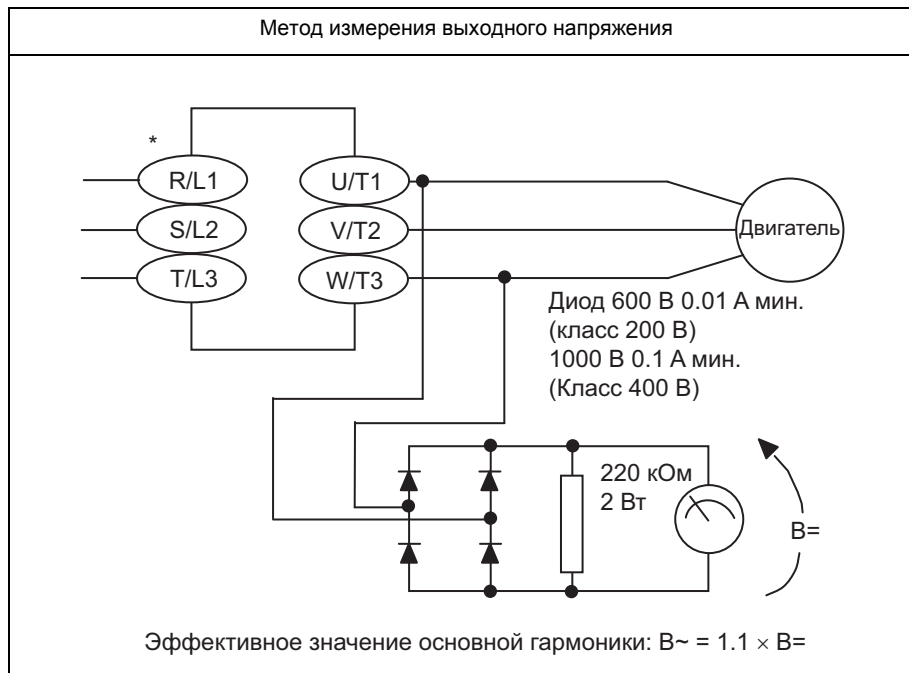 Метод измерения выходного напряжения
*
R/L1
U/T1
S/L2
V/T2
T/L3
W/T3
Двигатель
Диод 600 В 0.01 А мин.
(класс 200 В)
1000 В 0.1 А мин.
(Класс 400 В)
220 кОм
2 Вт
В=
Эффективное значение основной гармоники: В~ = 1.1 × В=